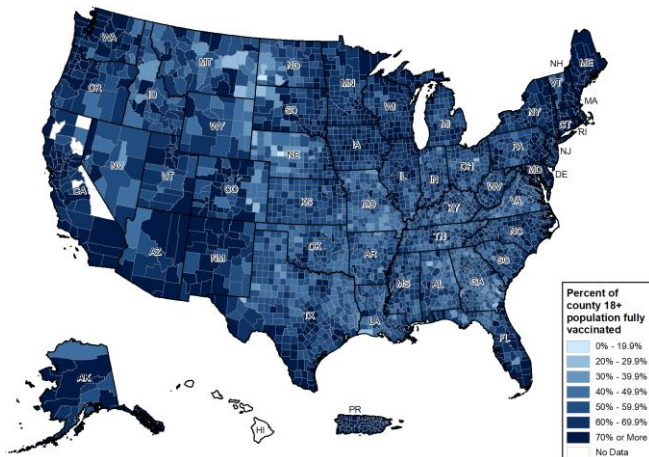 WA
MT
ND
MN
OR
ID
WY
SD
WI
MI
NH
VT
ME
NY
MA
CT
RI
PA
NJ
NV
UT
CO
NE
IA
IL
IN
OH
MD
DE
CA
KS
MO
WV
VA
KY
AZ
NM
OK
AR
TN
NC
SC
TX
LA
MS
AL
GA
FL
AK
HI
PR
Percent of
county 18+
population fully
vaccinated
0% - 19.9%
20% - 29.9%
30% - 39.9%
40% - 49.9%
50% - 59.9%
60% - 69.9%
70% or More
No Data